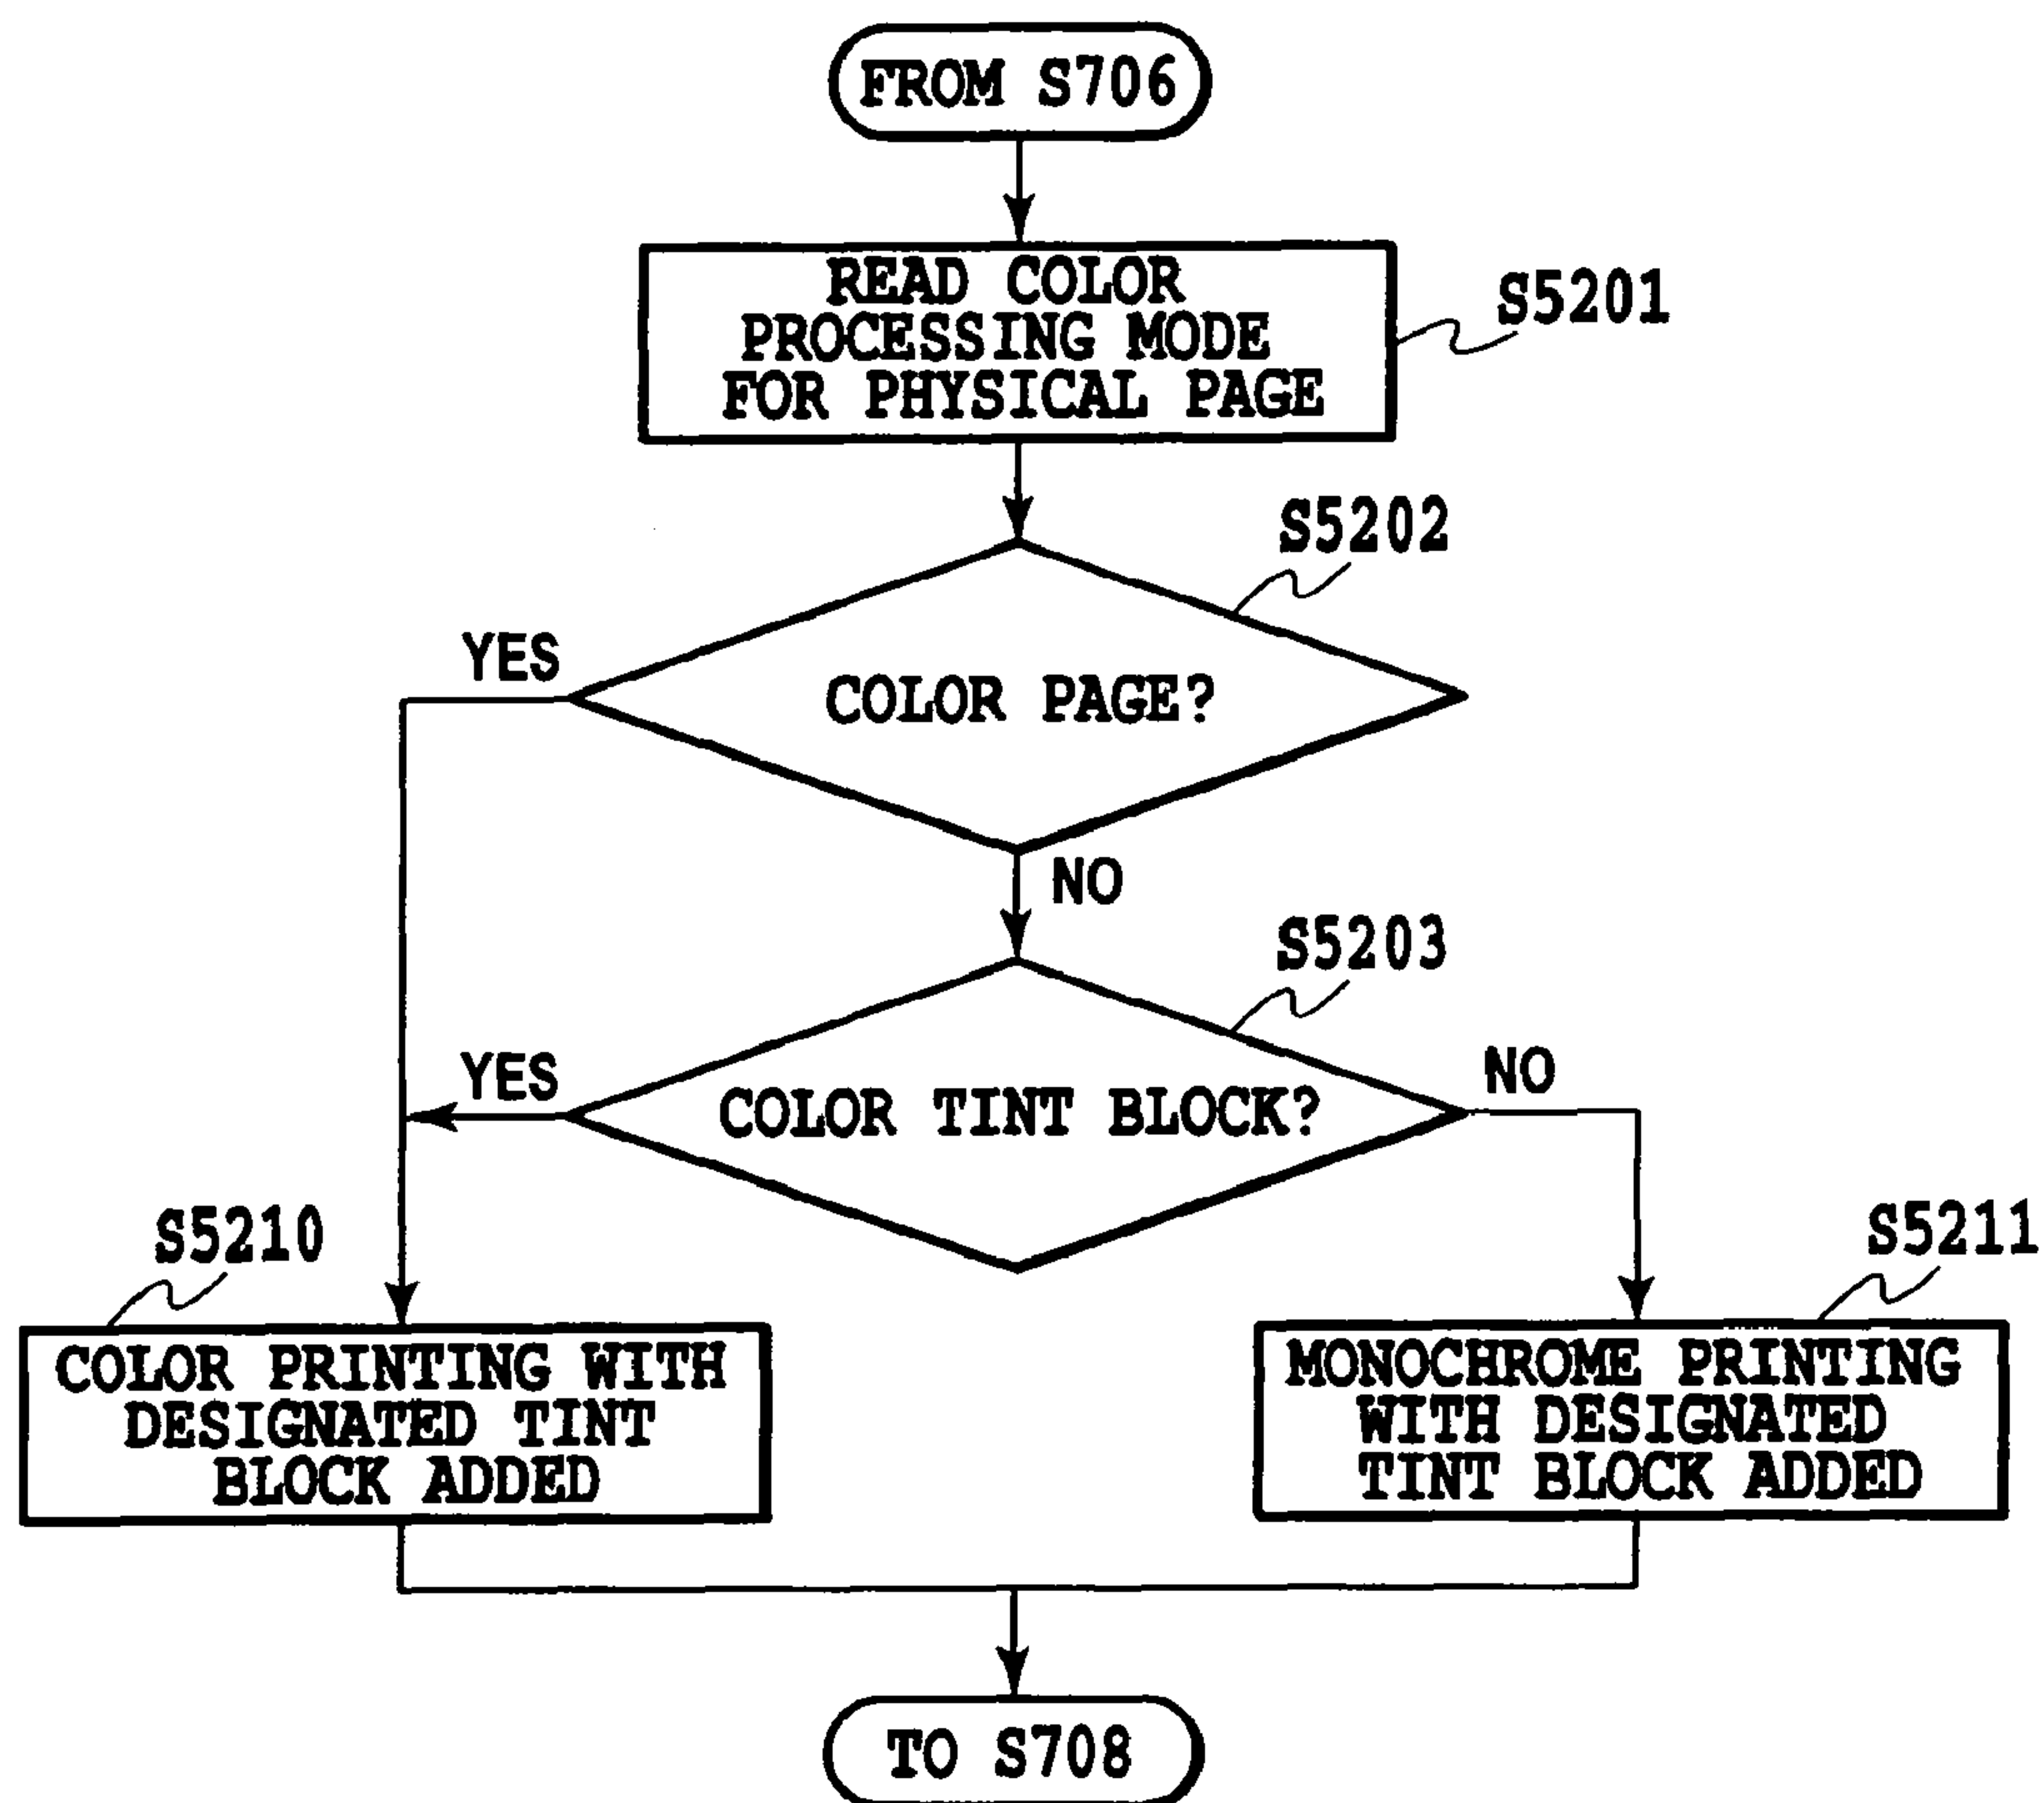 FROM S706
READ COLOR
PROCESSING MODE
FOR PHYSICAL PAGE
S5201
S5202
YES
COLOR PAGE?
NO
S5203
YES
COLOR TINT BLOCK?
NO
S5210
S5211
COLOR PRINTING WITH
DESIGNATED TINT
BLOCK ADDED
MONOCHROME PRINTING
WITH DESIGNATED
TINT BLOCK ADDED
TO S708